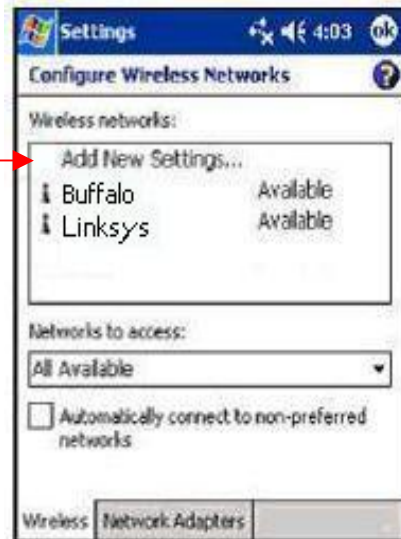 Settings 4:03 ok
Configure Wireless Networks ?
Wireless networks:
Add New Settings...
Buffalo Available
Linksys Available
Networks to access:
All Available
Automatically connect to non-preferred
networks
Wireless Network Adapters